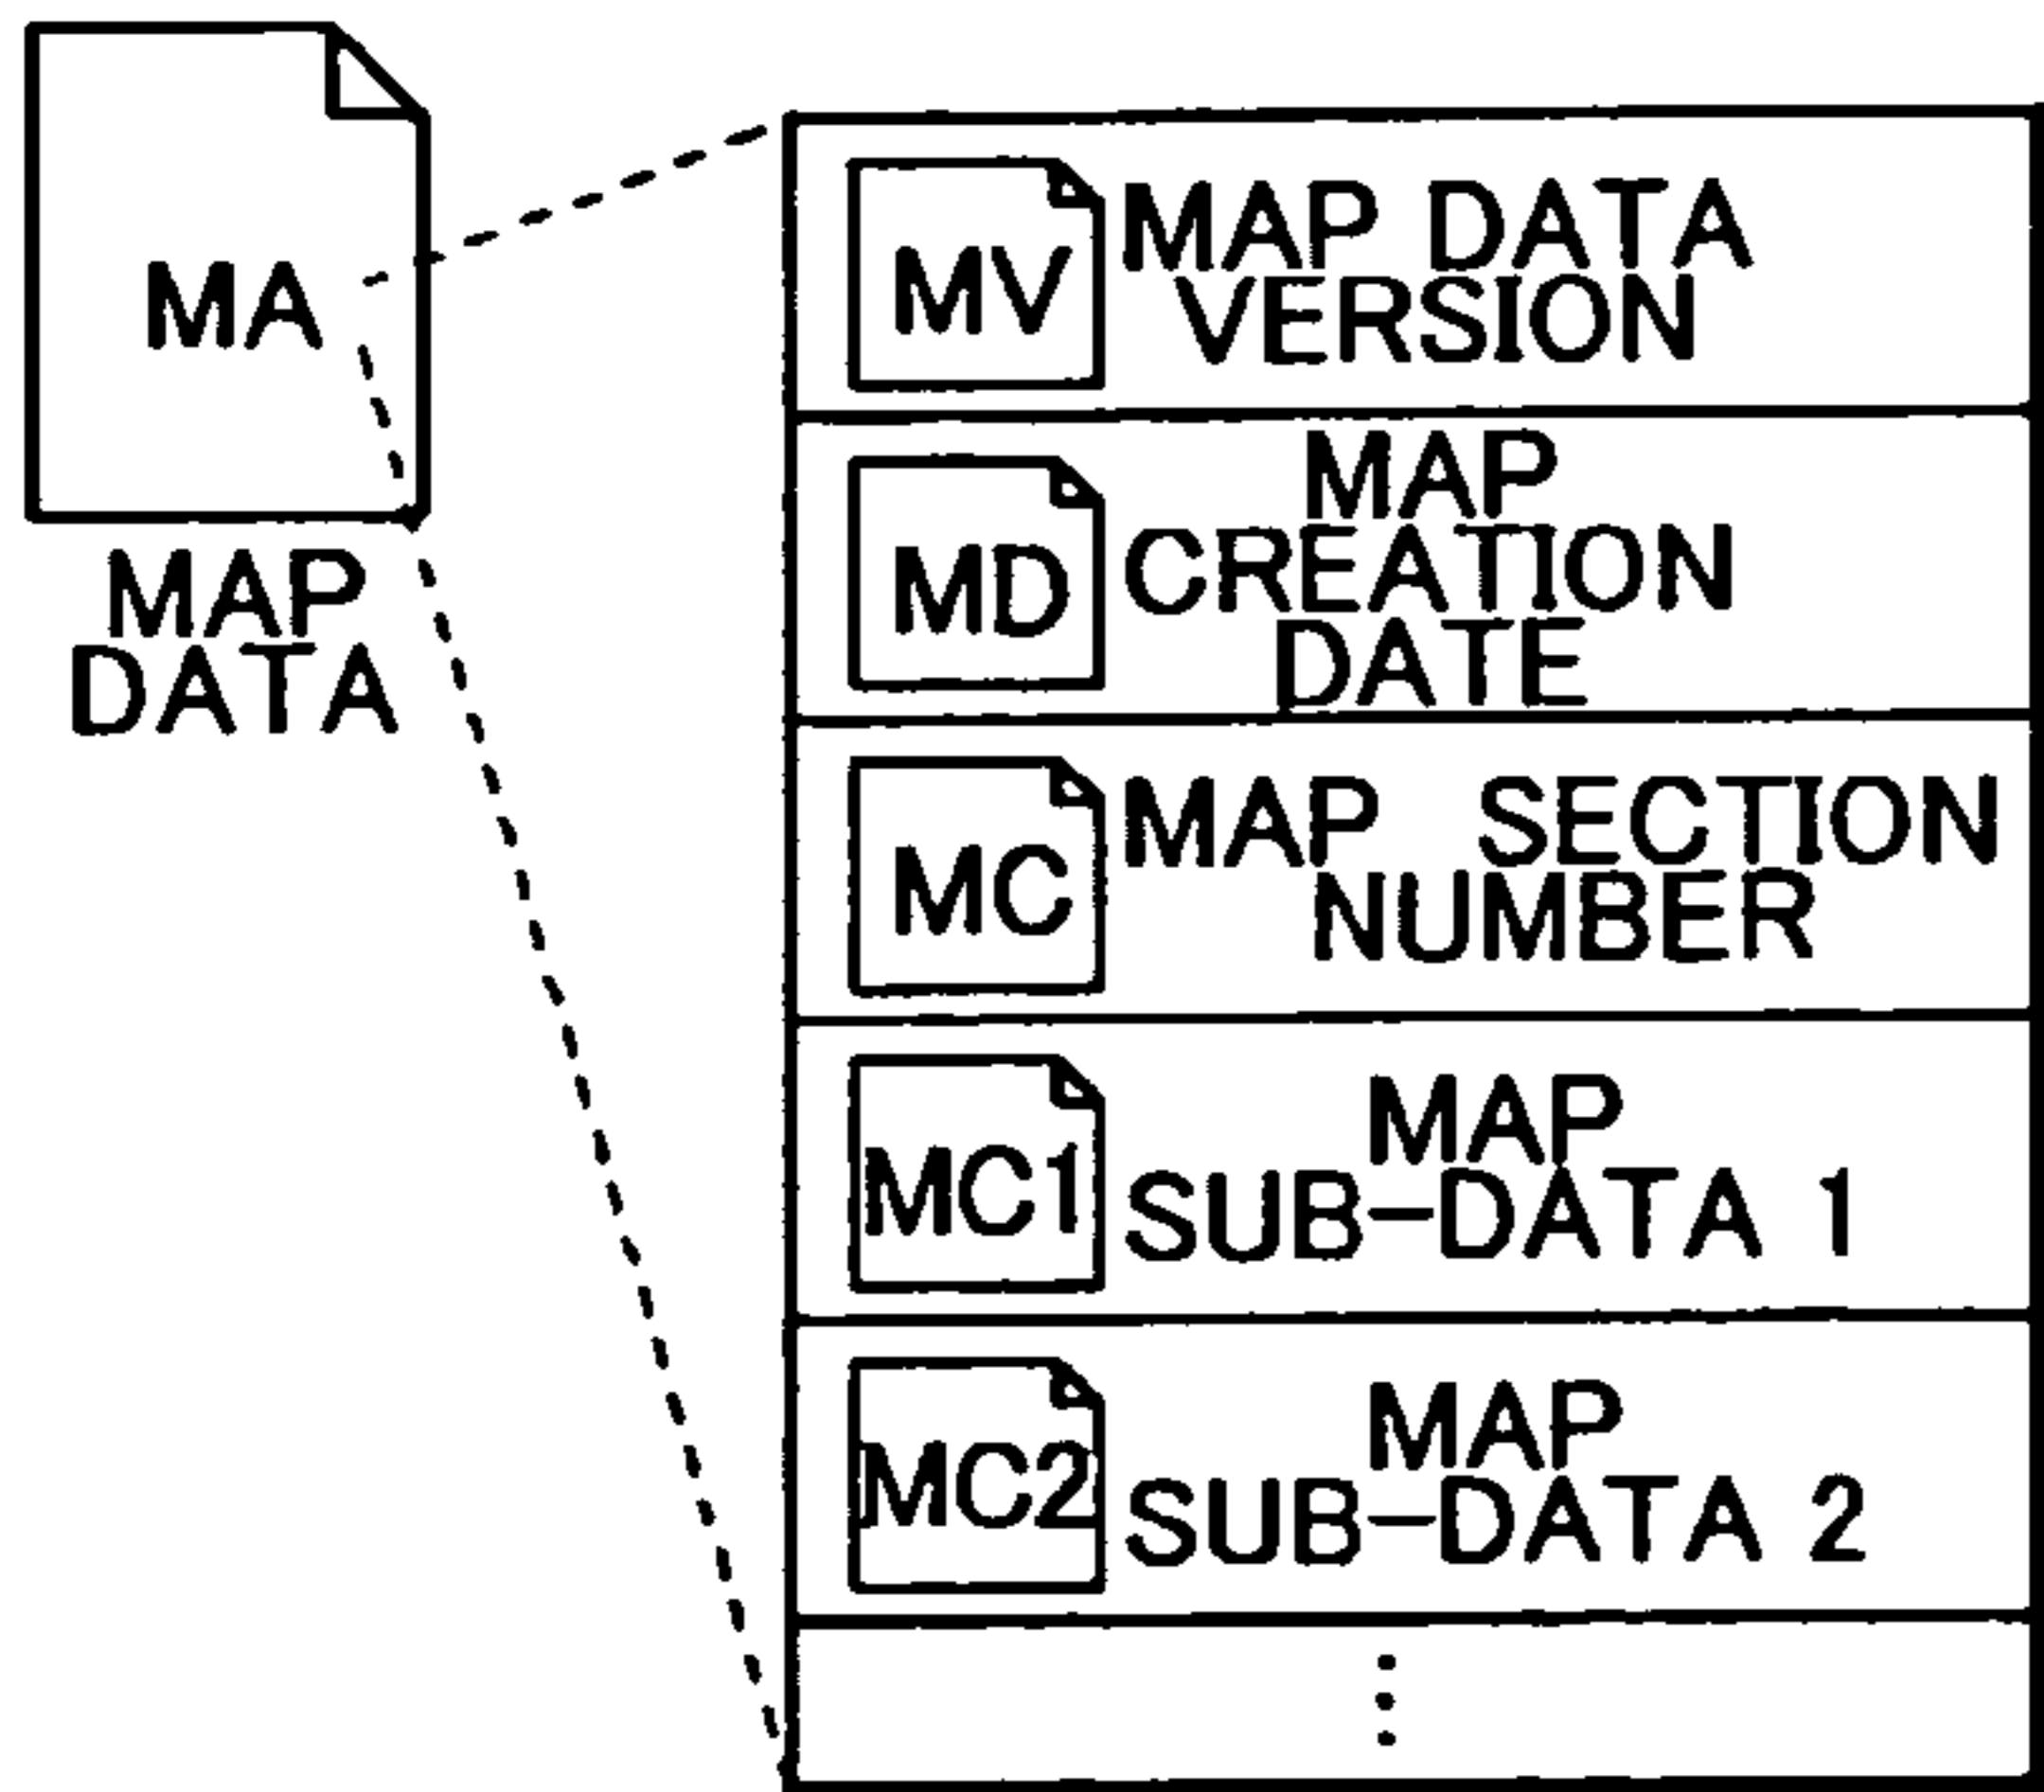 MA
MAP
DATA
MV
MAP DATA
VERSION
MD
MAP
CREATION
DATE
MC
MAP SECTION
NUMBER
MC1
MAP
SUB-DATA 1
MC2
MAP
SUB-DATA 2